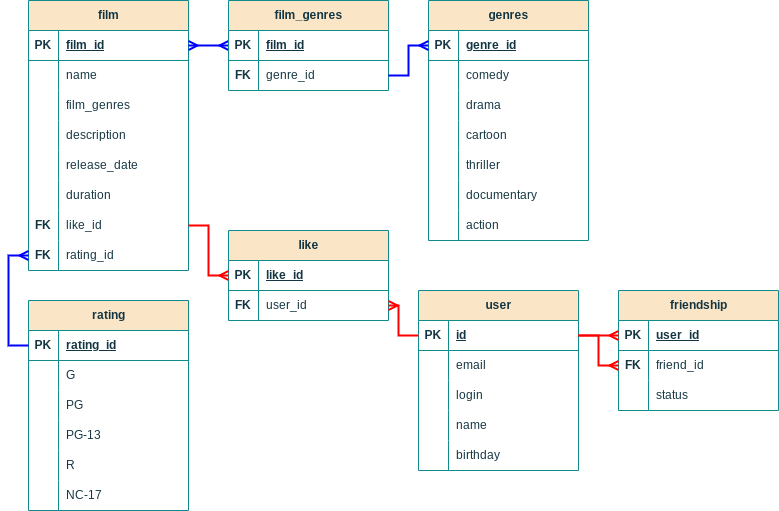 film
PK film_id
name
film_genres
description
release_date
duration
FK like_id
FK rating_id
film_genres
PK film_id
FK genre_id
genres
PK genre_id
comedy
drama
cartoon
thriller
documentary
action
like
PK like_id
FK user_id
rating
PK rating_id
G
PG
PG-13
R
NC-17
user
PK id
email
login
name
birthday
friendship
PK user_id
FK friend_id
status